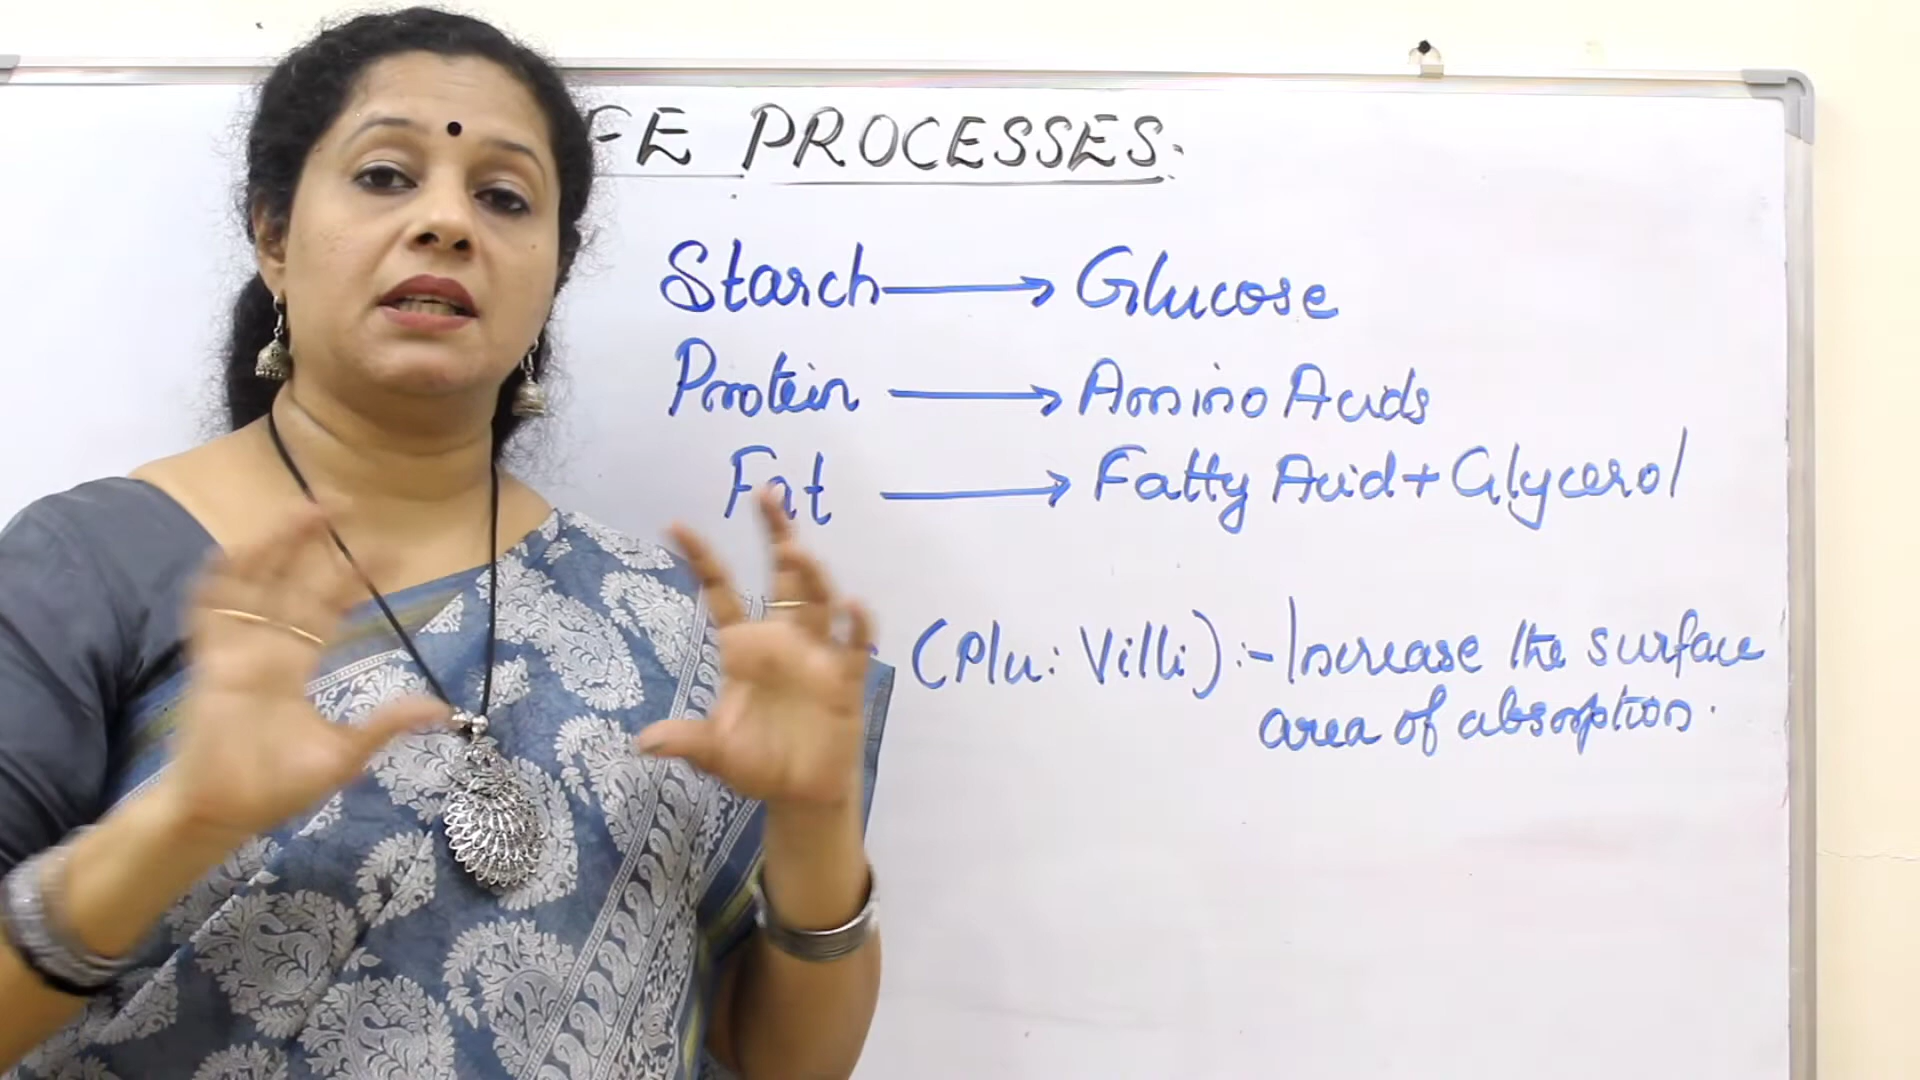 FE PROCESSES.
Starch → Glucose
Protein → Amino Acids
Fat → Fatty Acid + Glycerol
(Plu: Villi) :- Increase the surface
area of absorption.